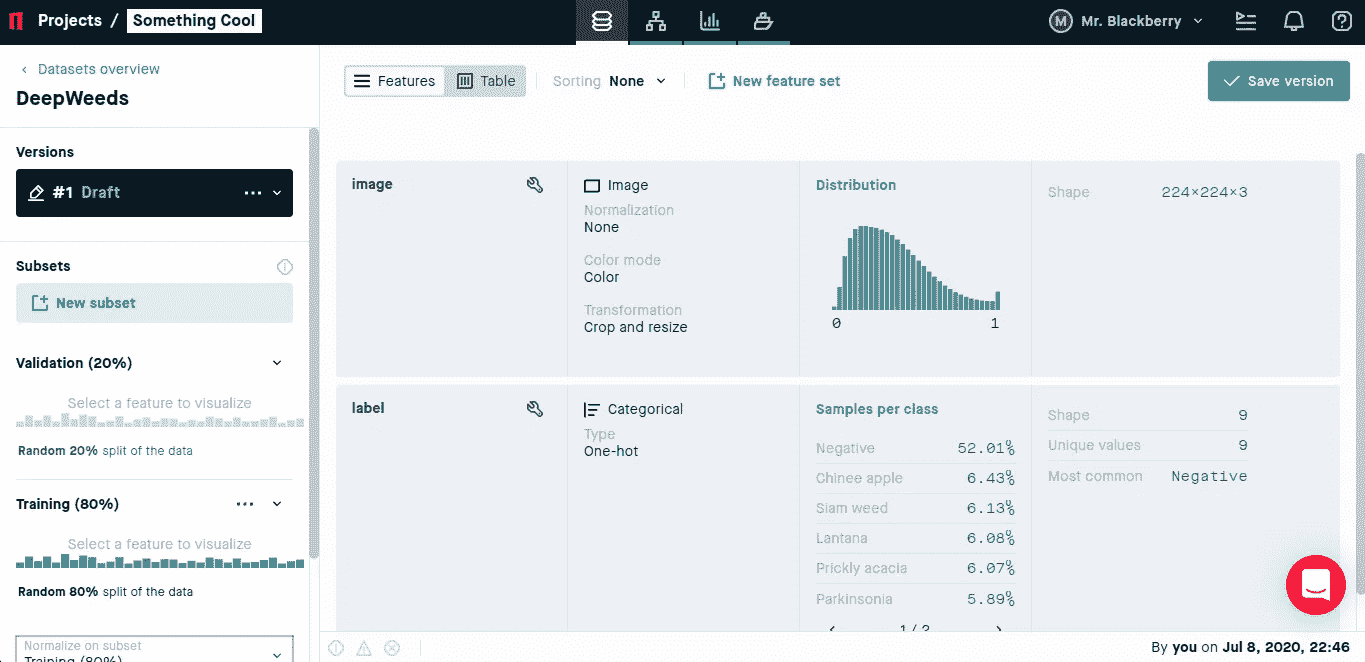 Projects / Something Cool
M Mr. Blackberry
Datasets overview
DeepWeeds
Features Table Sorting None New feature set Save version
Versions
#1 Draft
Subsets
New subset
Validation (20%)
Select a feature to visualize
Random 20% split of the data
Training (80%)
Select a feature to visualize
Random 80% split of the data
Normalize on subset
Training (80%)
image
Image
Normalization
None
Color mode
Color
Transformation
Crop and resize
Distribution
0 1
Shape 224×224×3
label
Categorical
Type
One-hot
Samples per class
Negative 52.01%
Chinee apple 6.43%
Siam weed 6.13%
Lantana 6.08%
Prickly acacia 6.07%
Parkinsonia 5.89%
1/2
Shape 9
Unique values 9
Most common Negative
By you on Jul 8, 2020, 22:46